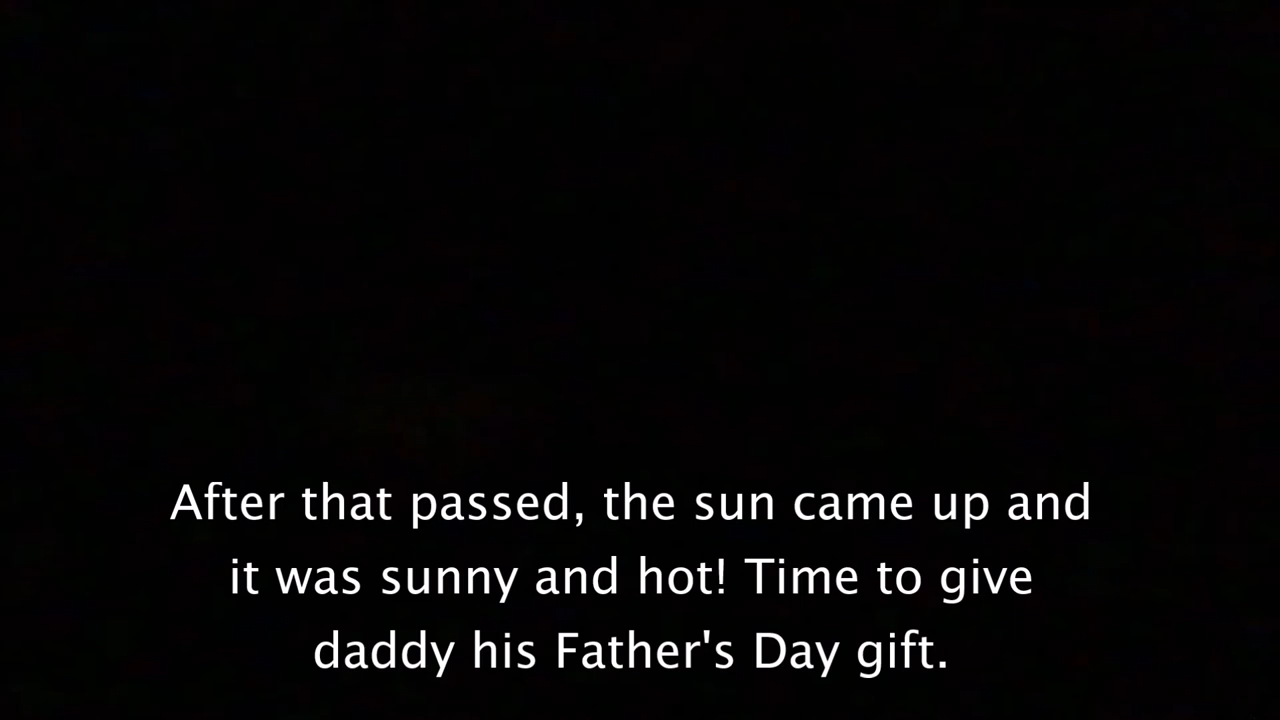 After that passed, the sun came up and
it was sunny and hot! Time to give
daddy his Father's Day gift.